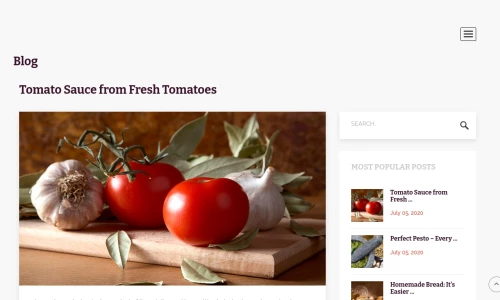 Blog
Tomato Sauce from Fresh Tomatoes
SEARCH
MOST POPULAR POSTS
Tomato Sauce from
Fresh ...
July 05, 2020
Perfect Pesto – Every ...
July 05, 2020
Homemade Bread: It's
Easier ...